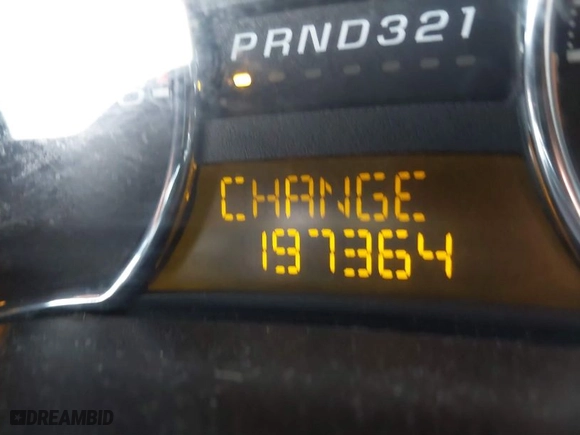 PRND321
CHANGE
197364
DREAMBID